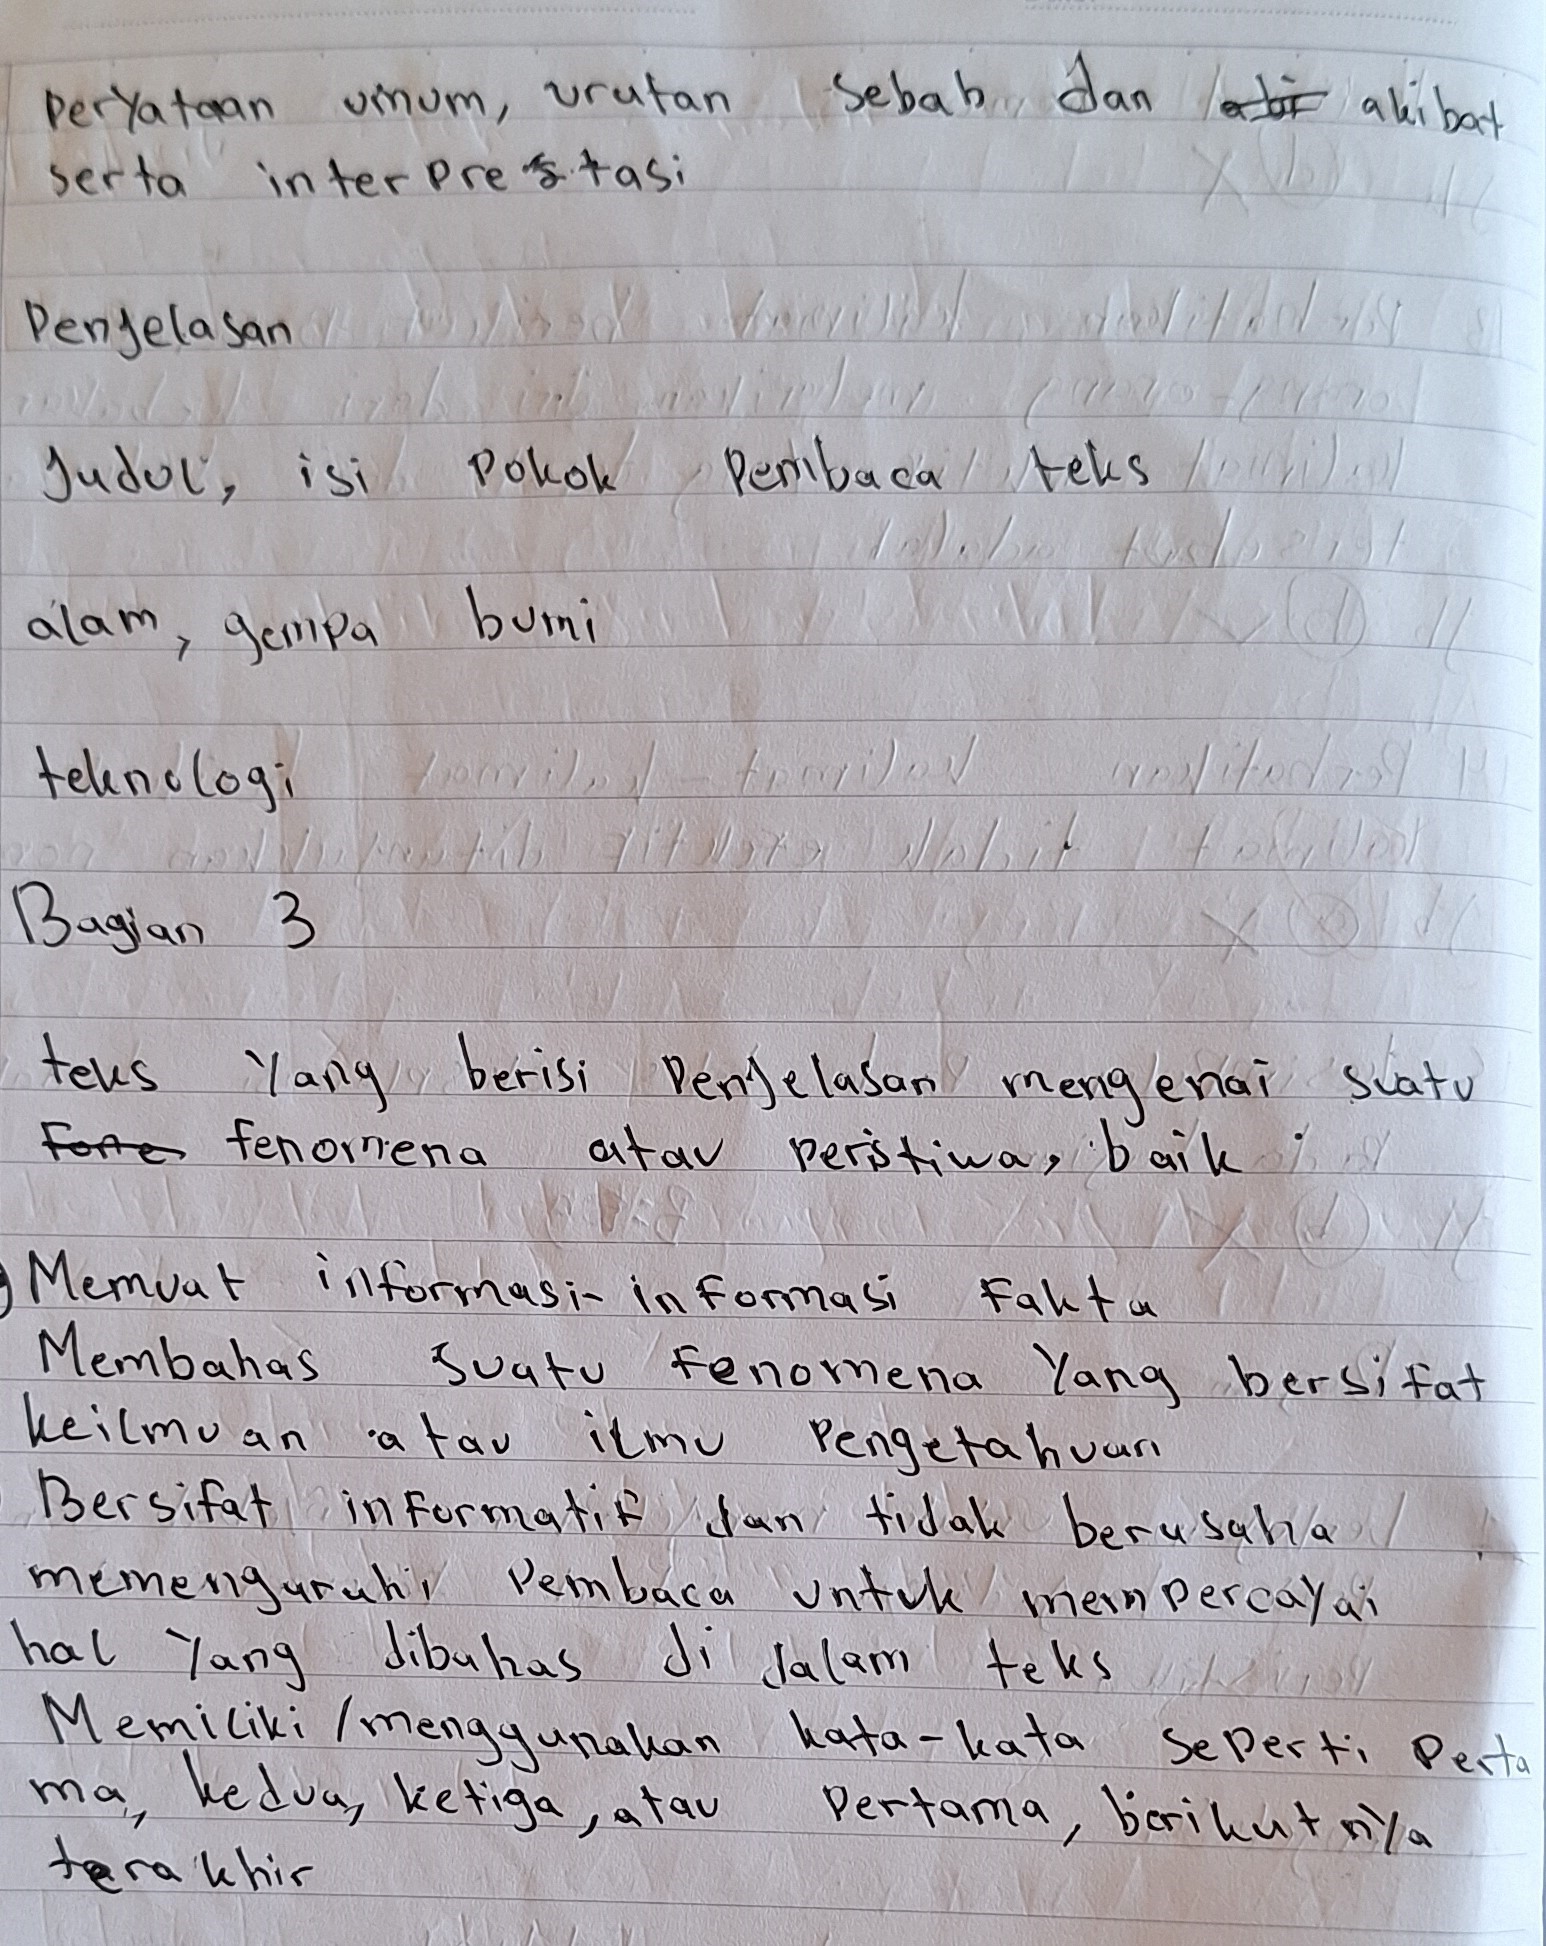 peryataan umum, urutan sebab dan akibat
serta interprestasi
Penjelasan
Judul, isi pokok pembaca teks
alam, gempa bumi
teknologi
Bagian 3
teks yang berisi penjelasan mengenai suatu
fenomena atau peristiwa, baik
Memuat informasi-informasi fakta
Membahas suatu fenomena yang bersifat
keilmuan atau ilmu pengetahuan
Bersifat informatif dan tidak berusaha
memengaruhi pembaca untuk mempercayai
hal yang dibahas di dalam teks
Memiliki/menggunakan kata-kata seperti perta
ma, kedua, ketiga, atau pertama, berikutnya
terakhir